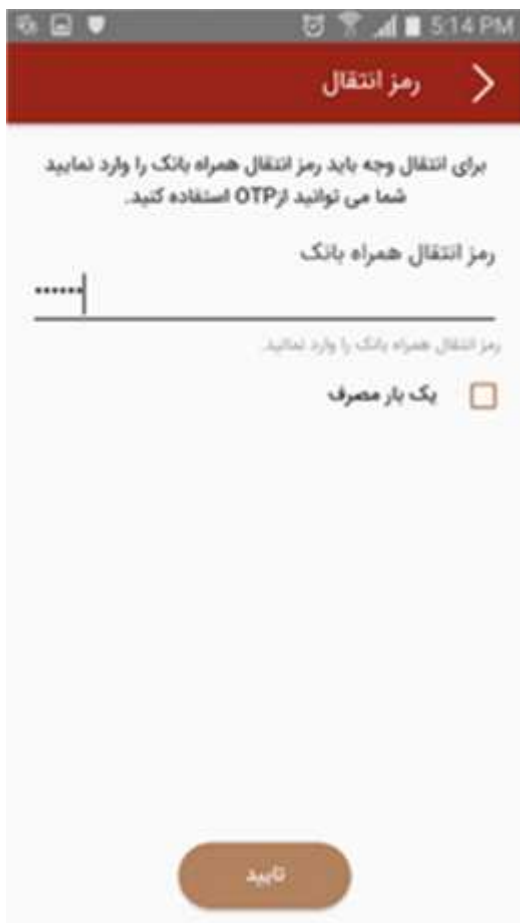 5:14 PM
رمز انتقال
برای انتقال وجه باید رمز انتقال همراه بانک را وارد نمایید
شما می توانید ازOTP استفاده کنید.
رمز انتقال همراه بانک
••••••
رمز انتقال همراه بانک را وارد نمائید.
یک بار مصرف
تایید